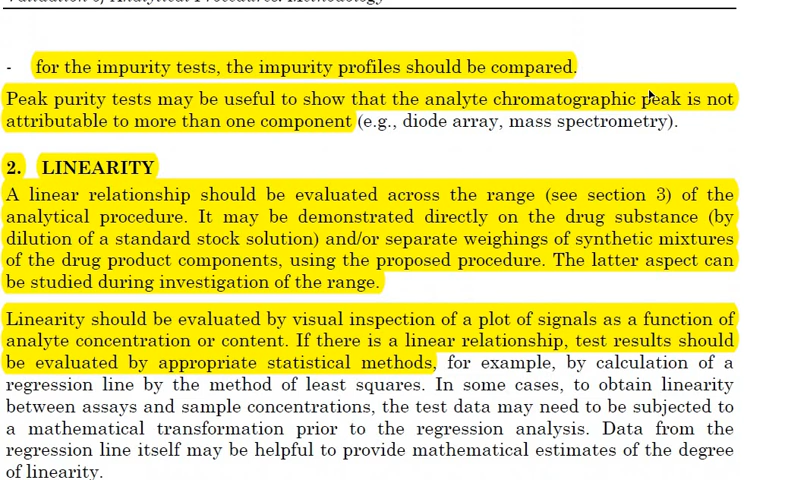 Validation of Analytical Procedures: Methodology
- for the impurity tests, the impurity profiles should be compared.
Peak purity tests may be useful to show that the analyte chromatographic peak is not
attributable to more than one component (e.g., diode array, mass spectrometry).
2. LINEARITY
A linear relationship should be evaluated across the range (see section 3) of the
analytical procedure. It may be demonstrated directly on the drug substance (by
dilution of a standard stock solution) and/or separate weighings of synthetic mixtures
of the drug product components, using the proposed procedure. The latter aspect can
be studied during investigation of the range.
Linearity should be evaluated by visual inspection of a plot of signals as a function of
analyte concentration or content. If there is a linear relationship, test results should
be evaluated by appropriate statistical methods, for example, by calculation of a
regression line by the method of least squares. In some cases, to obtain linearity
between assays and sample concentrations, the test data may need to be subjected to
a mathematical transformation prior to the regression analysis. Data from the
regression line itself may be helpful to provide mathematical estimates of the degree
of linearity.